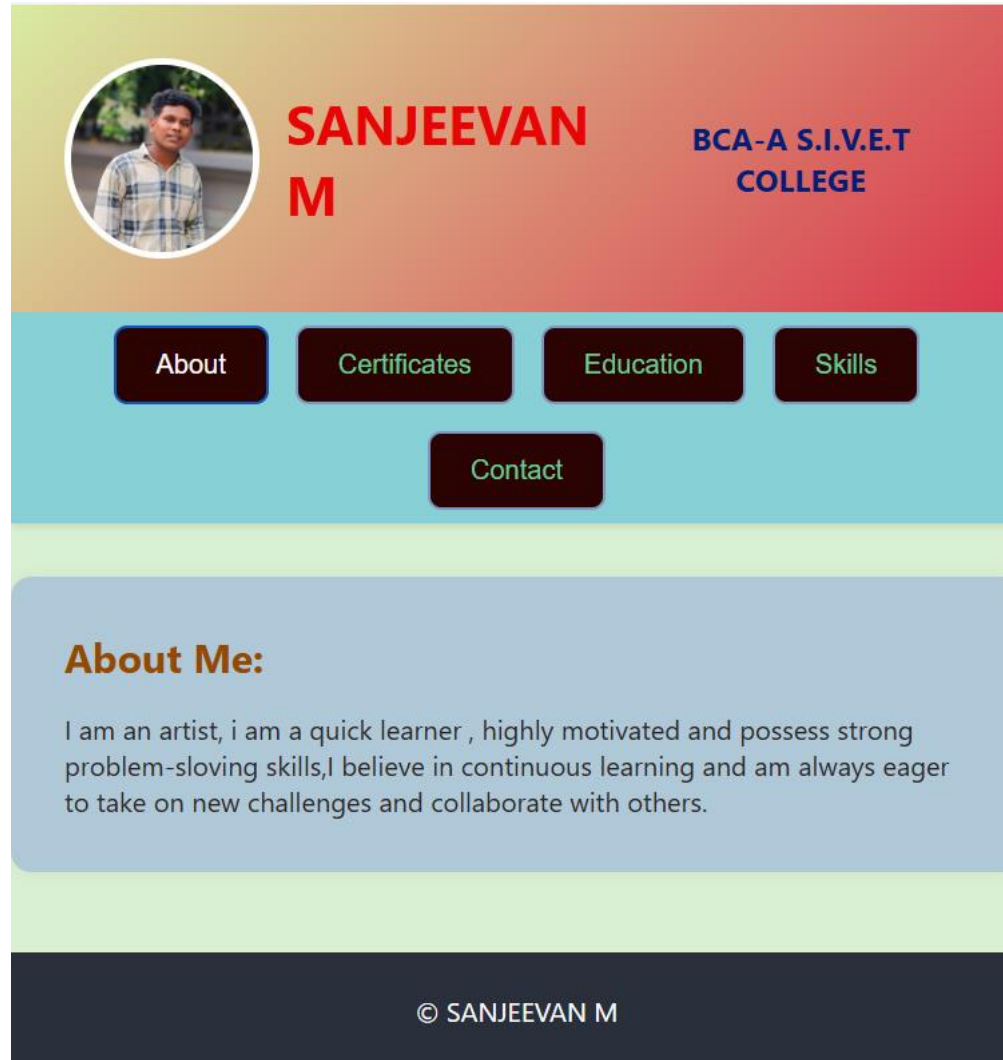 SANJEEVAN
M
BCA-A S.I.V.E.T
COLLEGE
About
Certificates
Education
Skills
Contact
About Me:
I am an artist, i am a quick learner , highly motivated and possess strong
problem-sloving skills,I believe in continuous learning and am always eager
to take on new challenges and collaborate with others.
© SANJEEVAN M